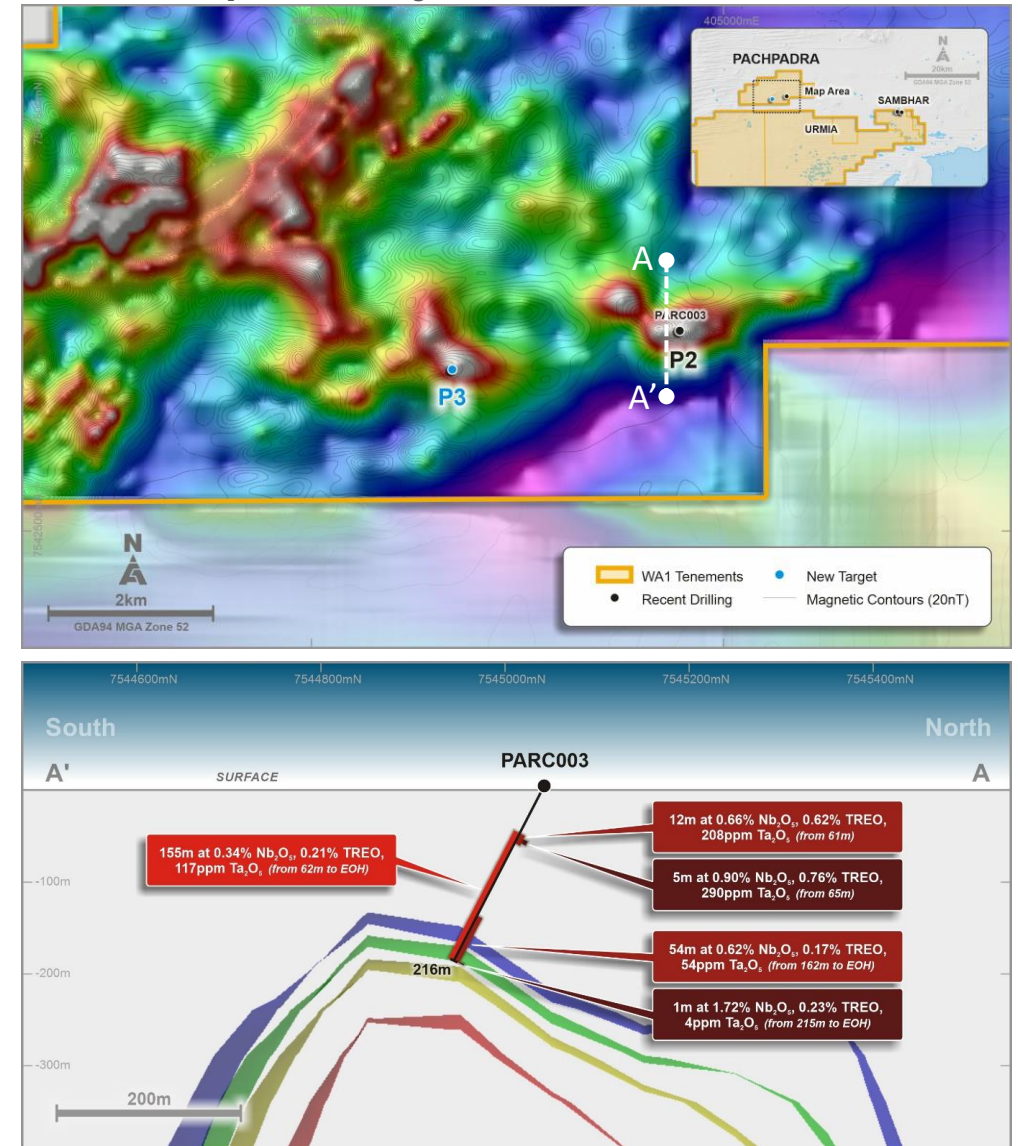 405000mE
N
20km
GDA94 MGA Zone 52
PACHPADRA
Map Area
SAMBHAR
URMIA
A
PARC003
P2
P3
A’
7542500mN
N
2km
GDA94 MGA Zone 52
WA1 Tenements
New Target
Recent Drilling
Magnetic Contours (20nT)
7544600mN
7544800mN
7545000mN
7545200mN
7545400mN
South
North
A'
SURFACE
PARC003
A
12m at 0.66% Nb₂O₅, 0.62% TREO,
208ppm Ta₂O₅ (from 61m)
155m at 0.34% Nb₂O₅, 0.21% TREO,
117ppm Ta₂O₅ (from 62m to EOH)
5m at 0.90% Nb₂O₅, 0.76% TREO,
290ppm Ta₂O₅ (from 65m)
-100m
54m at 0.62% Nb₂O₅, 0.17% TREO,
54ppm Ta₂O₅ (from 162m to EOH)
-200m
216m
1m at 1.72% Nb₂O₅, 0.23% TREO,
4ppm Ta₂O₅ (from 215m to EOH)
-300m
200m